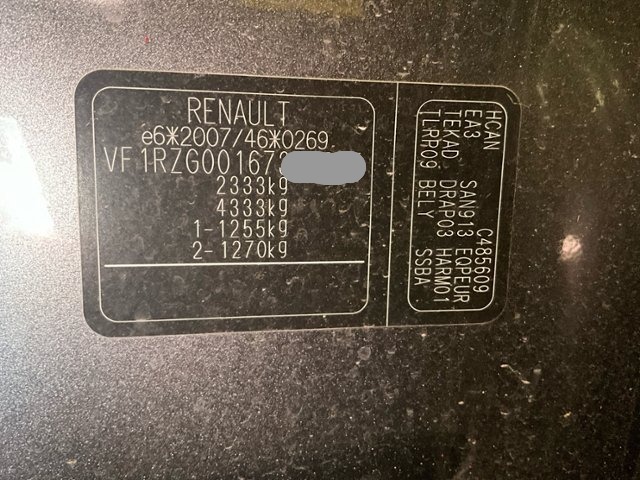 RENAULT
e6*2007/46*0269
VF1RZG00167
2333kg
4333kg
1-1255kg
2-1270kg
HCAN C485609
EA3 SAN913 EQPEUR
TEKAD DRAP03 HARM01
TLRP09 BELY SSBA